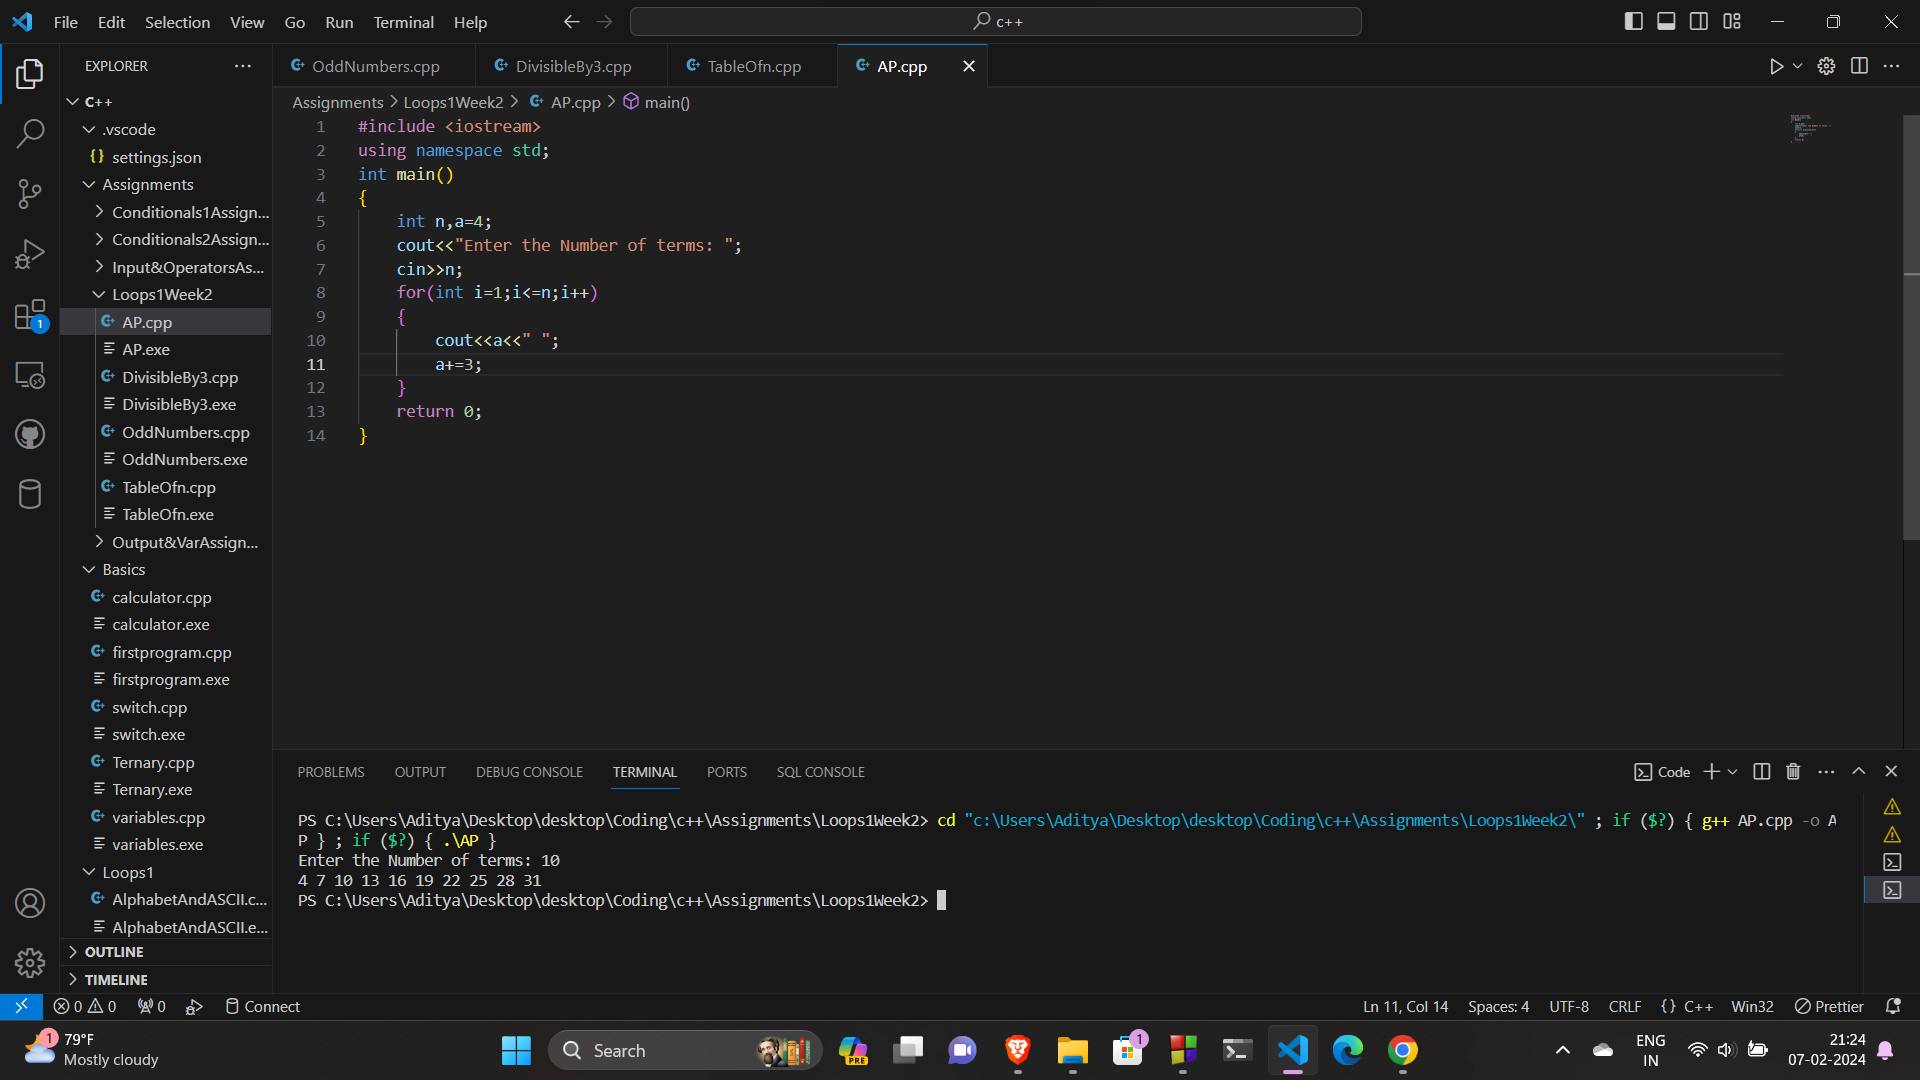 File Edit Selection View Go Run Terminal Help
c++
EXPLORER
C++
.vscode
{} settings.json
Assignments
Conditionals1Assign...
Conditionals2Assign...
Input&OperatorsAs...
Loops1Week2
AP.cpp
AP.exe
DivisibleBy3.cpp
DivisibleBy3.exe
OddNumbers.cpp
OddNumbers.exe
TableOfn.cpp
TableOfn.exe
Output&VarAssign...
Basics
calculator.cpp
calculator.exe
firstprogram.cpp
firstprogram.exe
switch.cpp
switch.exe
Ternary.cpp
Ternary.exe
variables.cpp
variables.exe
Loops1
AlphabetAndASCII.c...
AlphabetAndASCII.e...
OUTLINE
TIMELINE
1
OddNumbers.cpp DivisibleBy3.cpp TableOfn.cpp AP.cpp
Assignments > Loops1Week2 > AP.cpp > main()
1 #include <iostream>
2 using namespace std;
3 int main()
4 {
5 int n,a=4;
6 cout<<"Enter the Number of terms: ";
7 cin>>n;
8 for(int i=1;i<=n;i++)
9 {
10 cout<<a<<" ";
11 a+=3;
12 }
13 return 0;
14 }
PROBLEMS OUTPUT DEBUG CONSOLE TERMINAL PORTS SQL CONSOLE
Code
PS C:\Users\Aditya\Desktop\desktop\Coding\c++\Assignments\Loops1Week2> cd "c:\Users\Aditya\Desktop\desktop\Coding\c++\Assignments\Loops1Week2\" ; if ($?) { g++ AP.cpp -o A
P } ; if ($?) { .\AP }
Enter the Number of terms: 10
4 7 10 13 16 19 22 25 28 31
PS C:\Users\Aditya\Desktop\desktop\Coding\c++\Assignments\Loops1Week2>
0 0 0 Connect
Ln 11, Col 14 Spaces: 4 UTF-8 CRLF {} C++ Win32 Prettier
1
79°F
Mostly cloudy
Search
PRE
1
ENG
IN
21:24
07-02-2024